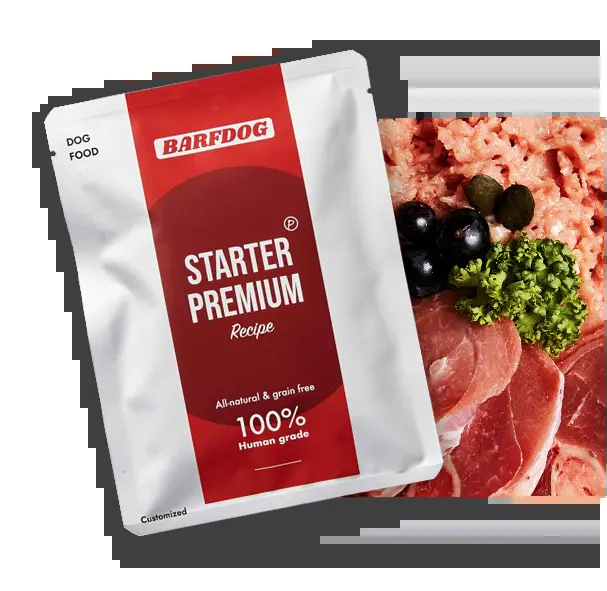 DOG
FOOD
BARFDOG
P
STARTER
PREMIUM
Recipe
All-natural & grain free
100%
Human grade
Customized